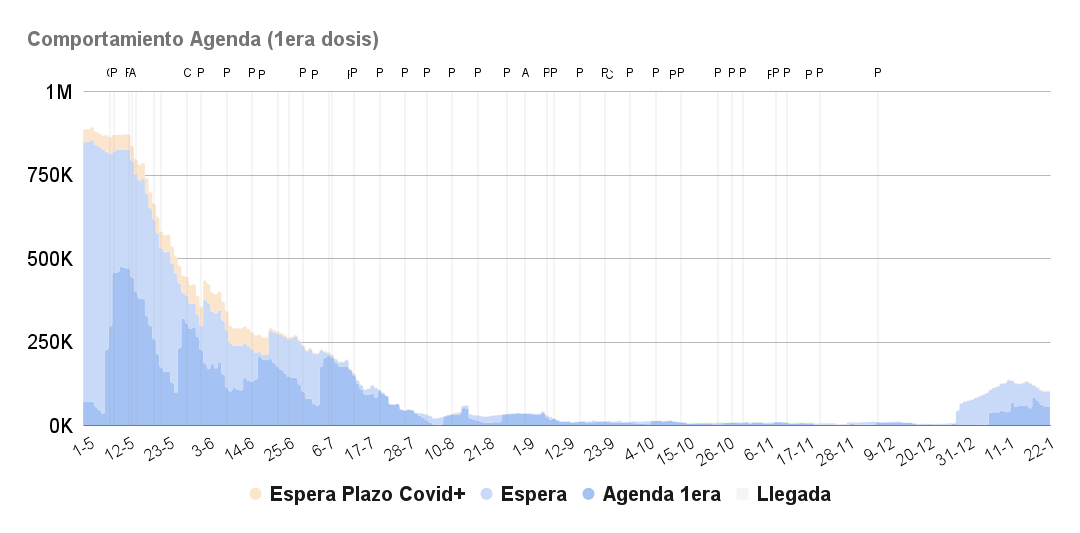 Comportamiento Agenda (1era dosis)
P A C P P P P P P P P P P P P P A P P P P P P P P P P P P P P P P P
1M
750K
500K
250K
0K
1-5 12-5 23-5 3-6 14-6 25-6 6-7 17-7 28-7 10-8 21-8 1-9 12-9 23-9 4-10 15-10 26-10 6-11 17-11 28-11 9-12 20-12 31-12 11-1 22-1
Espera Plazo Covid+ Espera Agenda 1era Llegada